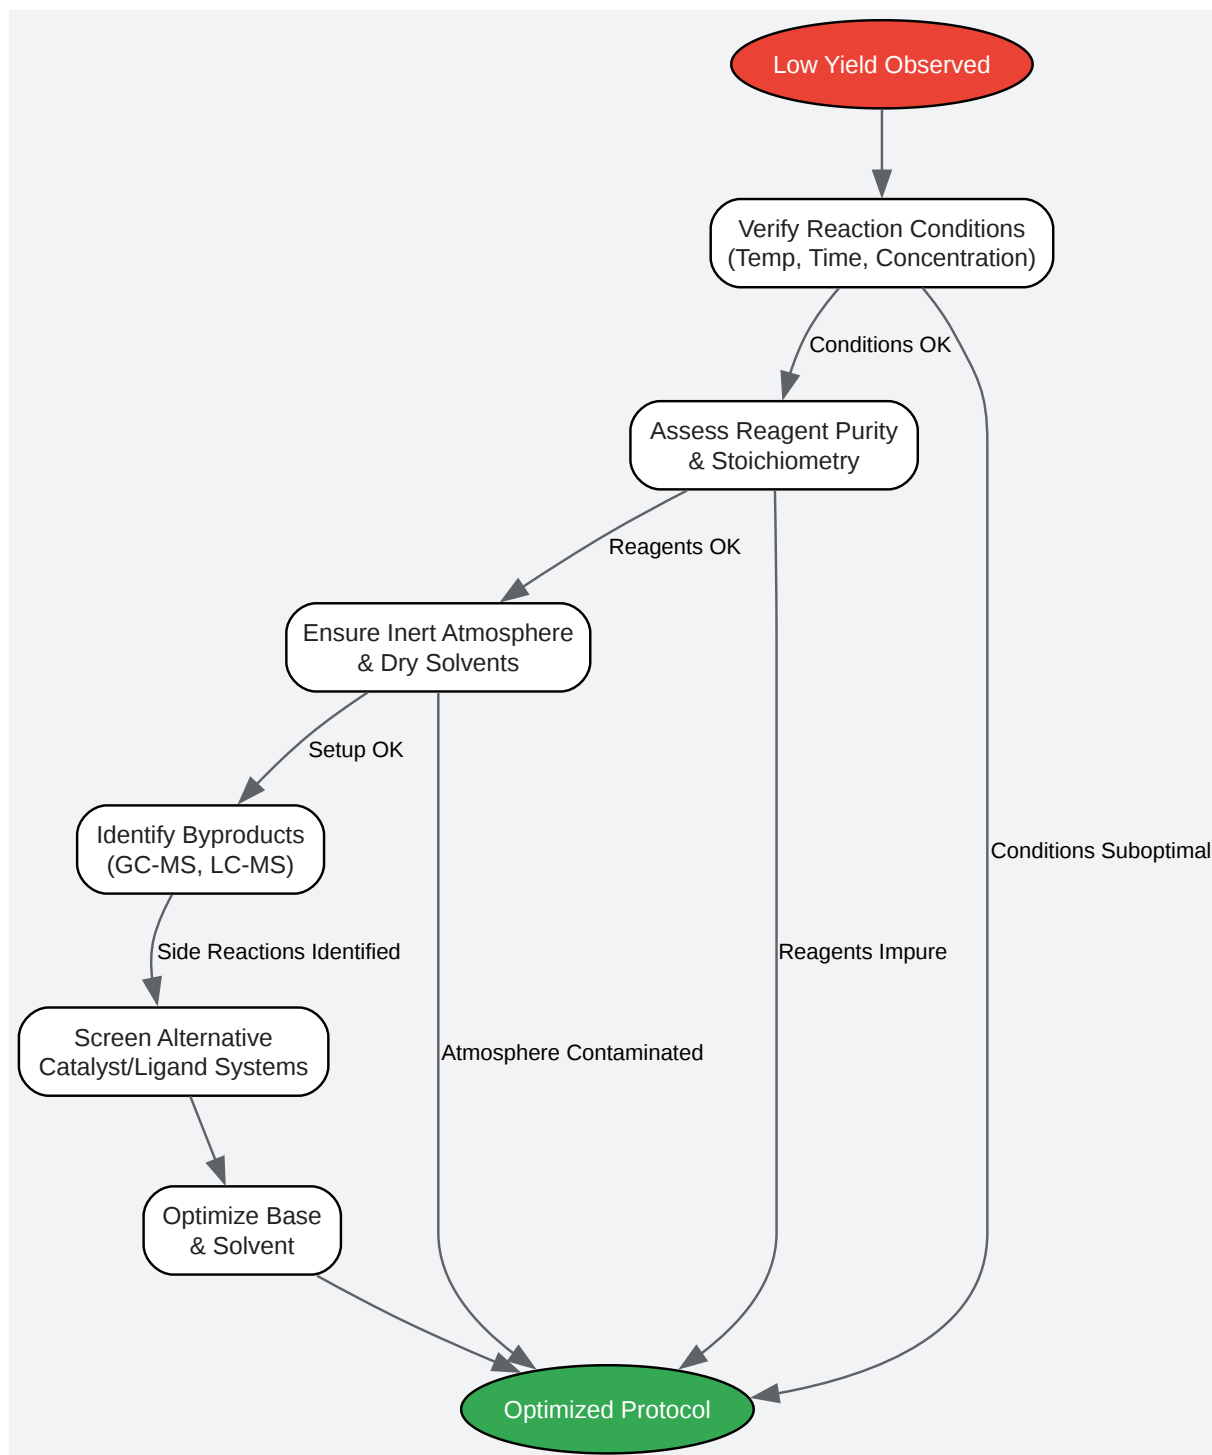 Low Yield Observed
Verify Reaction Conditions
(Temp, Time, Concentration)
Conditions OK
Assess Reagent Purity
& Stoichiometry
Reagents OK
Ensure Inert Atmosphere
& Dry Solvents
Setup OK
Identify Byproducts
(GC-MS, LC-MS)
Conditions Suboptimal
Side Reactions Identified
Reagents Impure
Screen Alternative
Catalyst/Ligand Systems
Atmosphere Contaminated
Optimize Base
& Solvent
Optimized Protocol